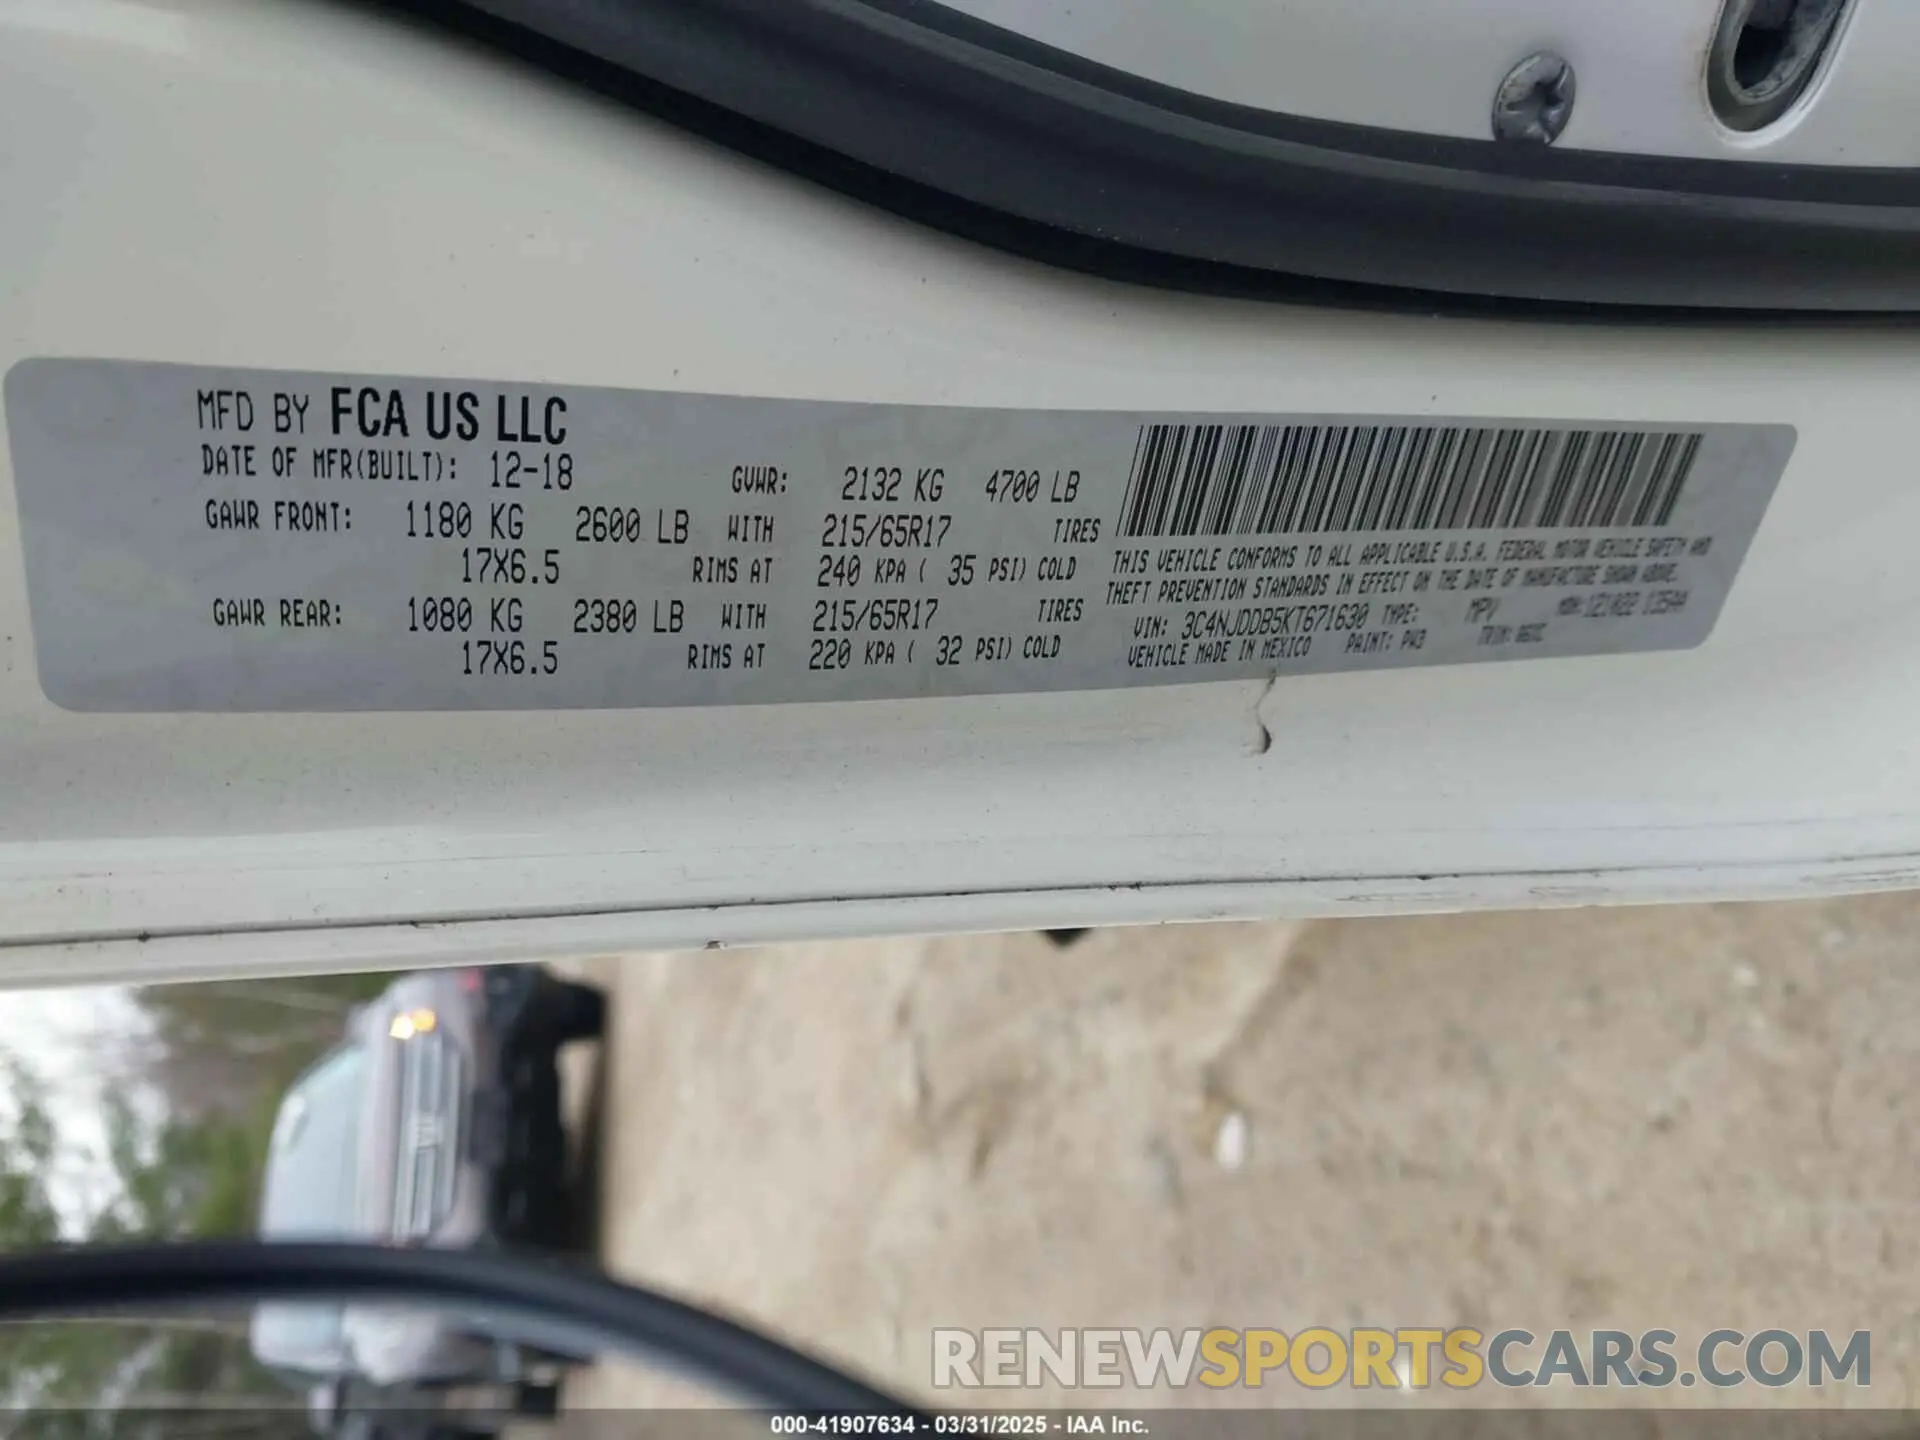 MFD BY FCA US LLC
DATE OF MFR(BUILT): 12-18 GVWR: 2132 KG 4700 LB
GAWR FRONT: 1180 KG 2600 LB WITH 215/65R17 TIRES
17X6.5 RIMS AT 240 KPA ( 35 PSI) COLD
GAWR REAR: 1080 KG 2380 LB WITH 215/65R17 TIRES
17X6.5 RIMS AT 220 KPA ( 32 PSI) COLD
THIS VEHICLE CONFORMS TO ALL APPLICABLE U.S.A. FEDERAL MOTOR VEHICLE SAFETY AND
THEFT PREVENTION STANDARDS IN EFFECT ON THE DATE OF MANUFACTURE SHOWN ABOVE.
VIN: 3C4NJDDB5KT671630 TYPE: MPV
VEHICLE MADE IN MEXICO PAINT: PW3
RENEWSPORTSCARS.COM
000-41907634 - 03/31/2025 - IAA Inc.